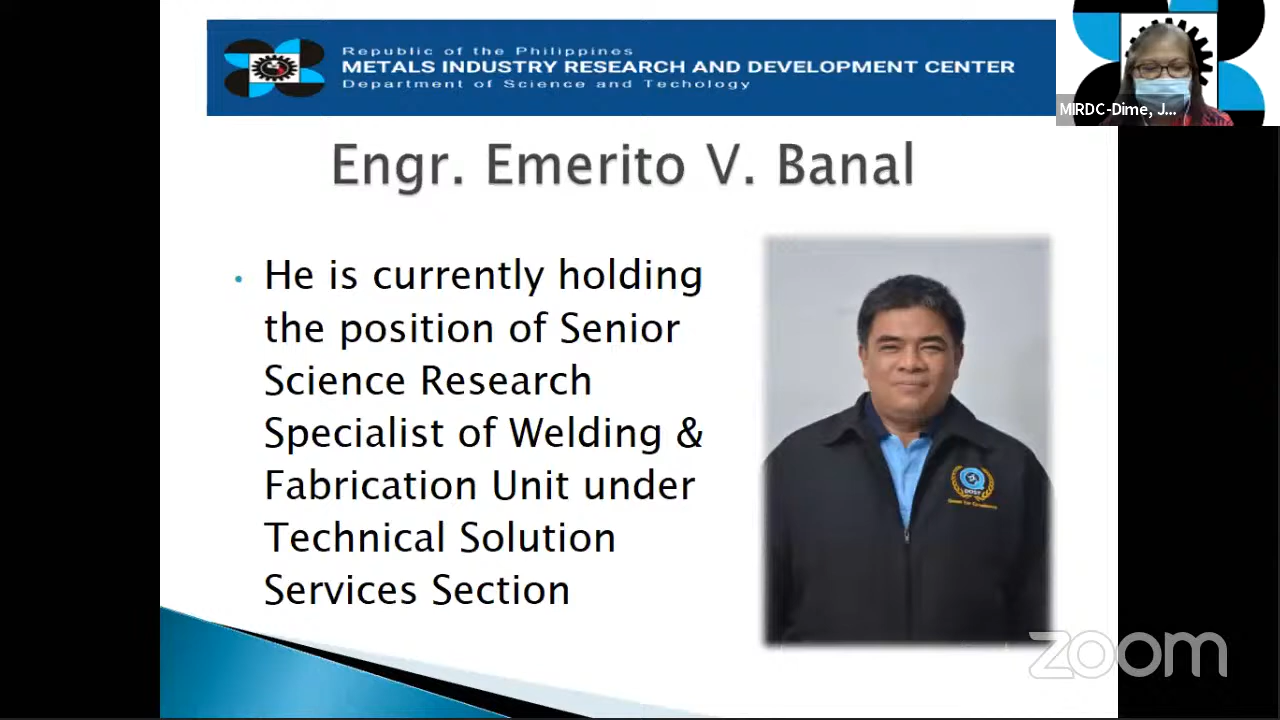 Republic of the Philippines
METALS INDUSTRY RESEARCH AND DEVELOPMENT CENTER
Department of Science and Techology
MIRDC-Dime, J...
Engr. Emerito V. Banal
• He is currently holding
the position of Senior
Science Research
Specialist of Welding &
Fabrication Unit under
Technical Solution
Services Section
zoom